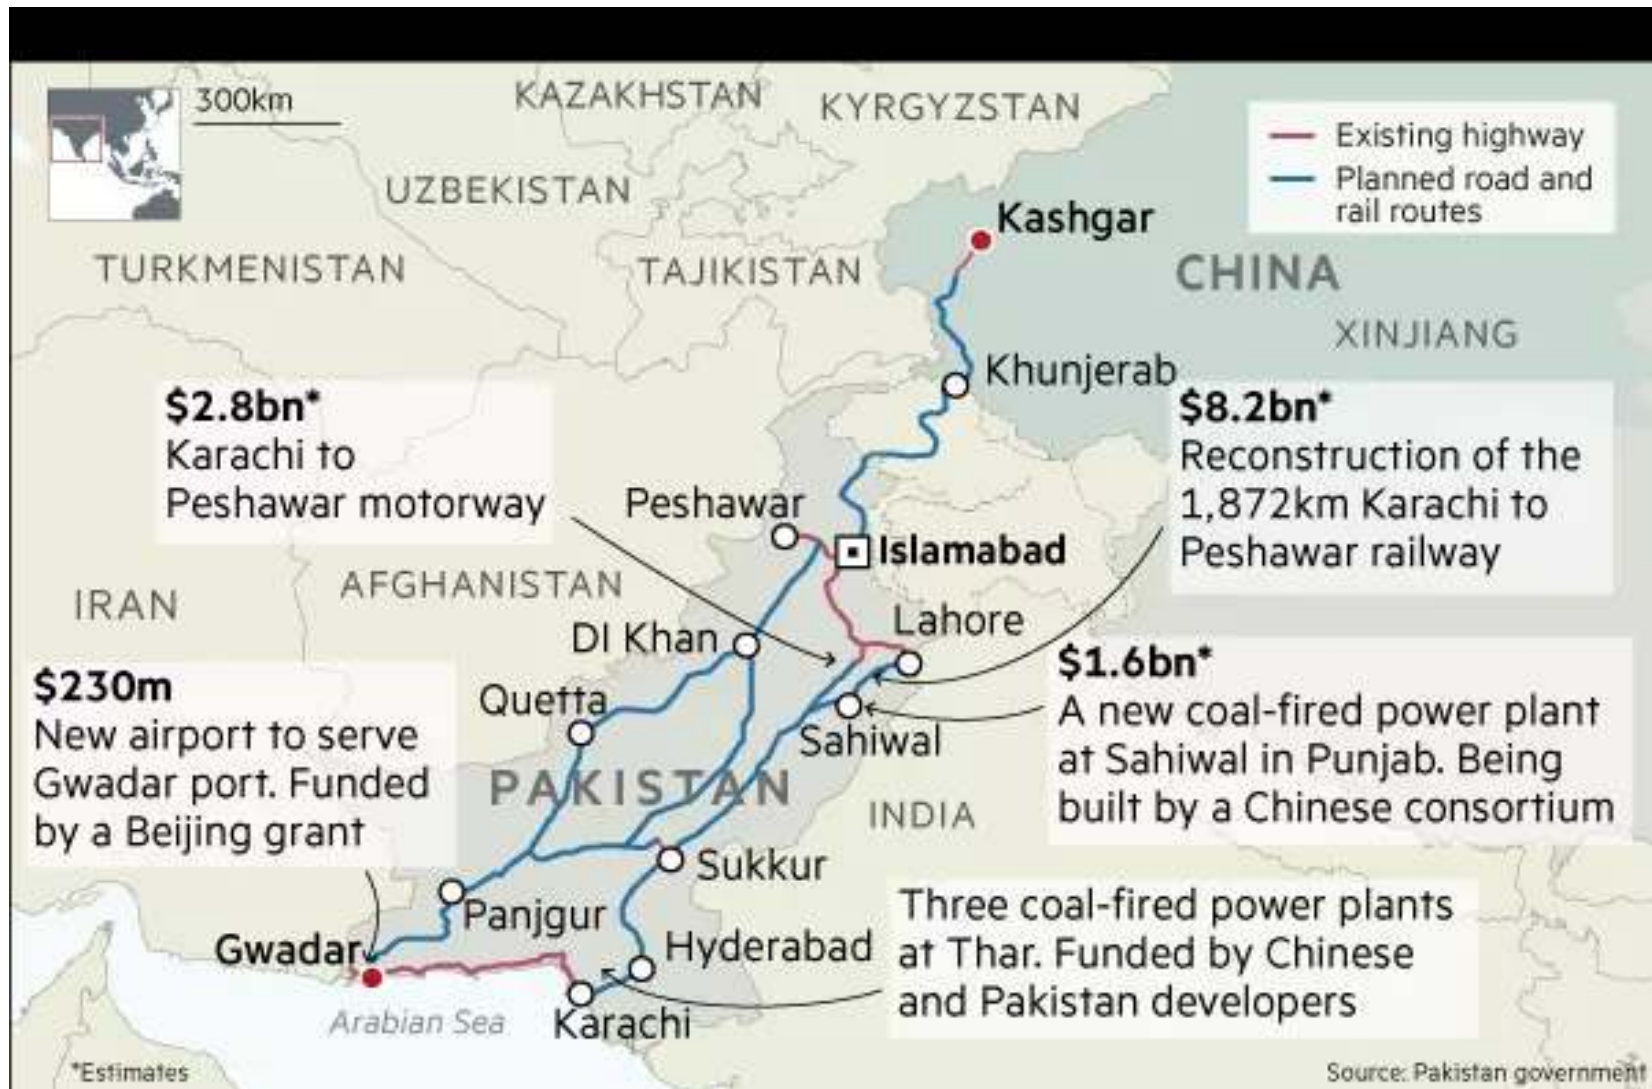 300km
KAZAKHSTAN
KYRGYZSTAN
Existing highway
Planned road and
rail routes
UZBEKISTAN
Kashgar
TURKMENISTAN
TAJIKISTAN
CHINA
XINJIANG
Khunjerab
$2.8bn*
Karachi to
Peshawar motorway
$8.2bn*
Reconstruction of the
1,872km Karachi to
Peshawar railway
Peshawar
Islamabad
AFGHANISTAN
IRAN
DI Khan
Lahore
$230m
New airport to serve
Gwadar port. Funded
by a Beijing grant
Quetta
Sahiwal
$1.6bn*
A new coal-fired power plant
at Sahiwal in Punjab. Being
built by a Chinese consortium
PAKISTAN
INDIA
Sukkur
Panjgur
Three coal-fired power plants
at Thar. Funded by Chinese
and Pakistan developers
Gwadar
Hyderabad
Arabian Sea
Karachi
*Estimates
Source: Pakistan government